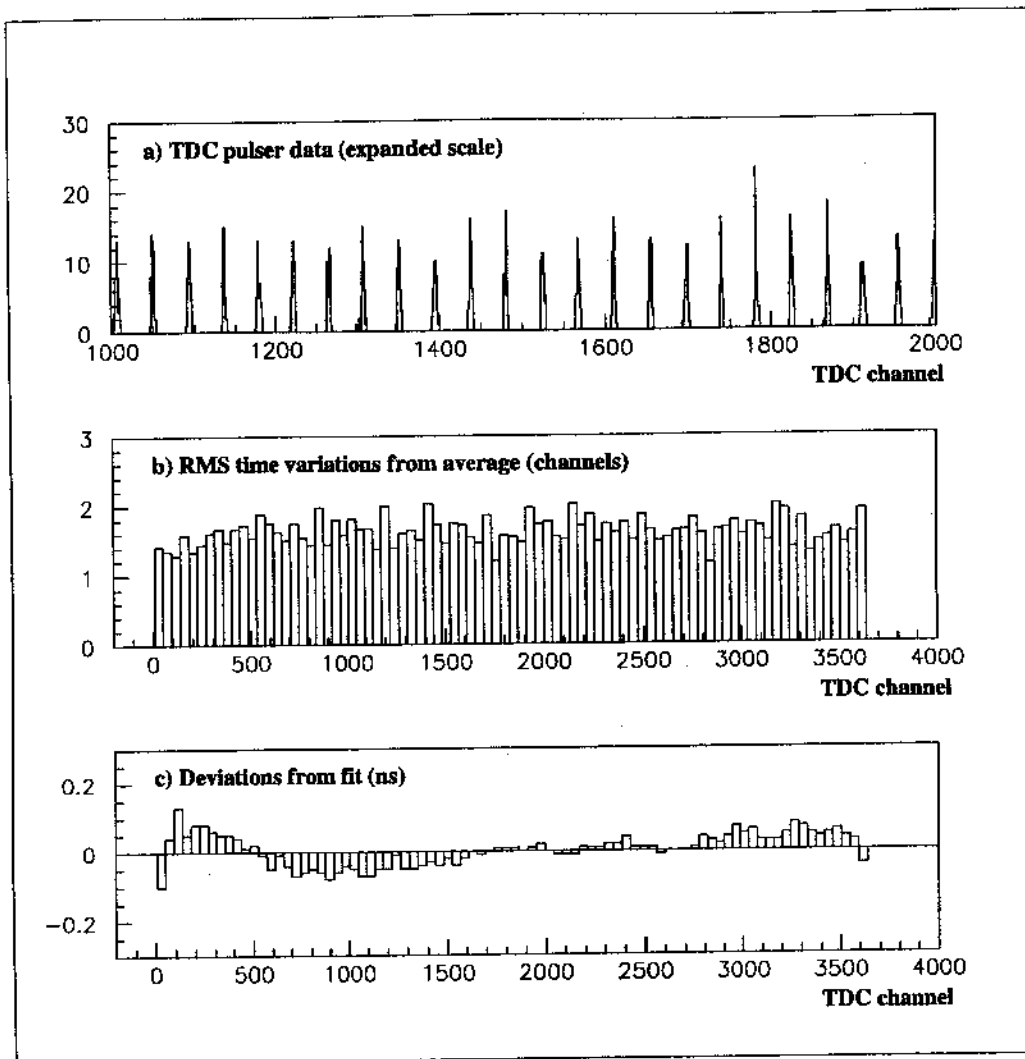 30
a) TDC pulser data (expanded scale)
20
10
0
1000 1200 1400 1600 1800 2000
TDC channel
3
b) RMS time variations from average (channels)
2
1
0
0 500 1000 1500 2000 2500 3000 3500 4000
TDC channel
c) Deviations from fit (ns)
0.2
0
−0.2
0 500 1000 1500 2000 2500 3000 3500 4000
TDC channel